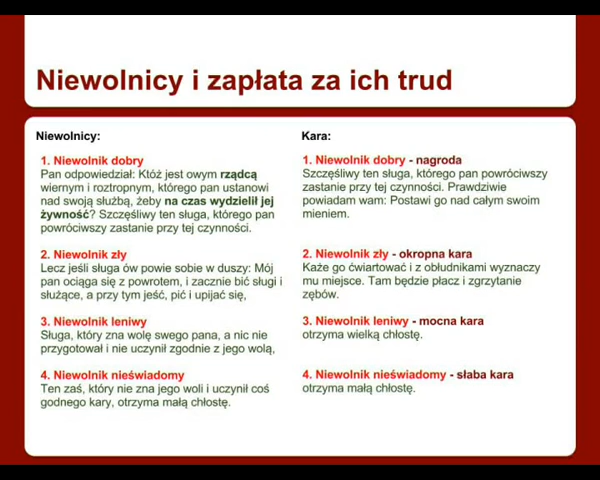 Niewolnicy i zapłata za ich trud
Niewolnicy:
1. Niewolnik dobry
Pan odpowiedział: Któż jest owym rządcą
wiernym i roztropnym, którego pan ustanowi
nad swoją służbą, żeby na czas wydzielił jej
żywność? Szczęśliwy ten sługa, którego pan
powróciwszy zastanie przy tej czynności.
2. Niewolnik zły
Lecz jeśli sługa ów powie sobie w duszy: Mój
pan ociąga się z powrotem, i zacznie bić sługi i
służące, a przy tym jeść, pić i upijać się,
3. Niewolnik leniwy
Sługa, który zna wolę swego pana, a nic nie
przygotował i nie uczynił zgodnie z jego wolą,
4. Niewolnik nieświadomy
Ten zaś, który nie zna jego woli i uczynił coś
godnego kary, otrzyma małą chłostę.
Kara:
1. Niewolnik dobry - nagroda
Szczęśliwy ten sługa, którego pan powróciwszy
zastanie przy tej czynności. Prawdziwie
powiadam wam: Postawi go nad całym swoim
mieniem.
2. Niewolnik zły - okropna kara
Każe go ćwiartować i z obłudnikami wyznaczy
mu miejsce. Tam będzie płacz i zgrzytanie
zębów.
3. Niewolnik leniwy - mocna kara
otrzyma wielką chłostę.
4. Niewolnik nieświadomy - słaba kara
otrzyma małą chłostę.